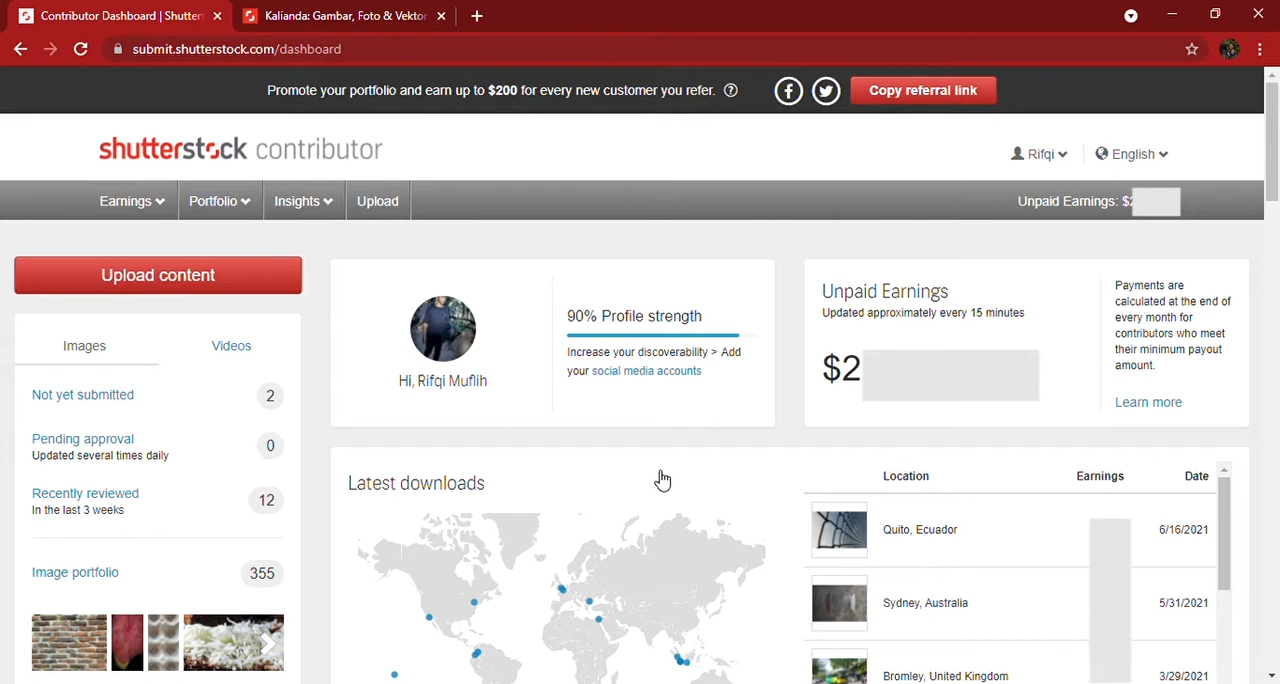 Contributor Dashboard | Shutters
Kalianda: Gambar, Foto & Vektor
submit.shutterstock.com/dashboard
Promote your portfolio and earn up to $200 for every new customer you refer.
Copy referral link
shutterstock contributor
Rifqi
English
Earnings
Portfolio
Insights
Upload
Unpaid Earnings: $2
Upload content
Images
Videos
Not yet submitted 2
Pending approval 0
Updated several times daily
Recently reviewed 12
In the last 3 weeks
Image portfolio 355
Hi, Rifqi Muflih
90% Profile strength
Increase your discoverability > Add
your social media accounts
Unpaid Earnings
Updated approximately every 15 minutes
$2
Payments are
calculated at the end of
every month for
contributors who meet
their minimum payout
amount.
Learn more
Latest downloads
Location Earnings Date
Quito, Ecuador 6/16/2021
Sydney, Australia 5/31/2021
Bromley, United Kingdom 3/29/2021